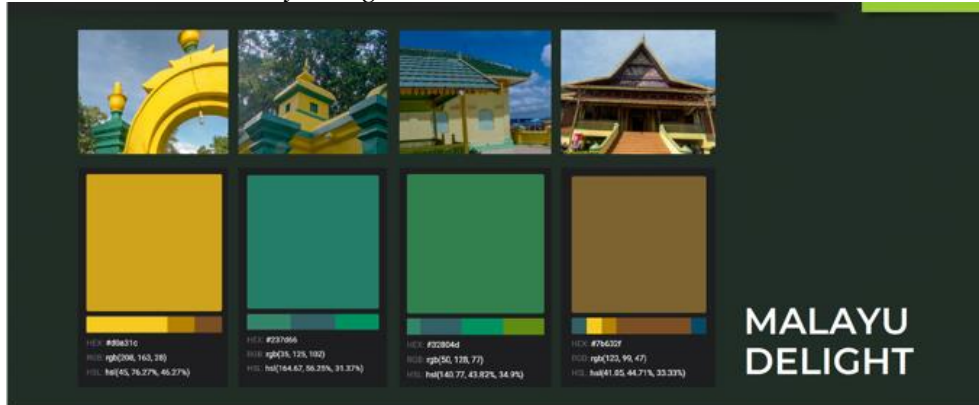 HEX: #d0a31c
RGB: rgb(208, 163, 28)
HSL: hsl(45, 76.27%, 46.27%)
HEX: #237d66
RGB: rgb(35, 125, 102)
HSL: hsl(164.67, 56.25%, 31.37%)
HEX: #32804d
RGB: rgb(50, 128, 77)
HSL: hsl(140.77, 43.82%, 34.9%)
HEX: #7b632f
RGB: rgb(123, 99, 47)
HSL: hsl(41.05, 44.71%, 33.33%)
MALAYU
DELIGHT